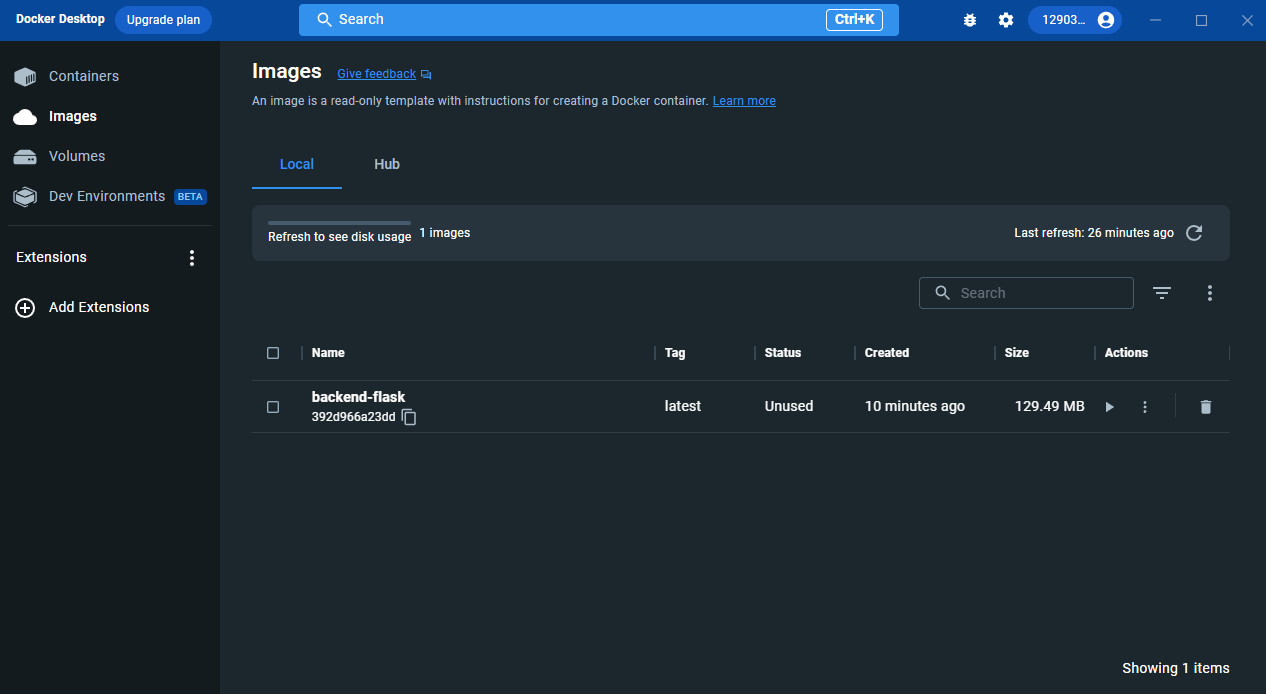 Docker Desktop Upgrade plan Search Ctrl+K 12903...
Containers
Images
Volumes
Dev Environments BETA
Extensions
Add Extensions
Images Give feedback
An image is a read-only template with instructions for creating a Docker container. Learn more
Local Hub
Refresh to see disk usage 1 images Last refresh: 26 minutes ago
Search
Name Tag Status Created Size Actions
backend-flask latest Unused 10 minutes ago 129.49 MB
392d966a23dd
Showing 1 items